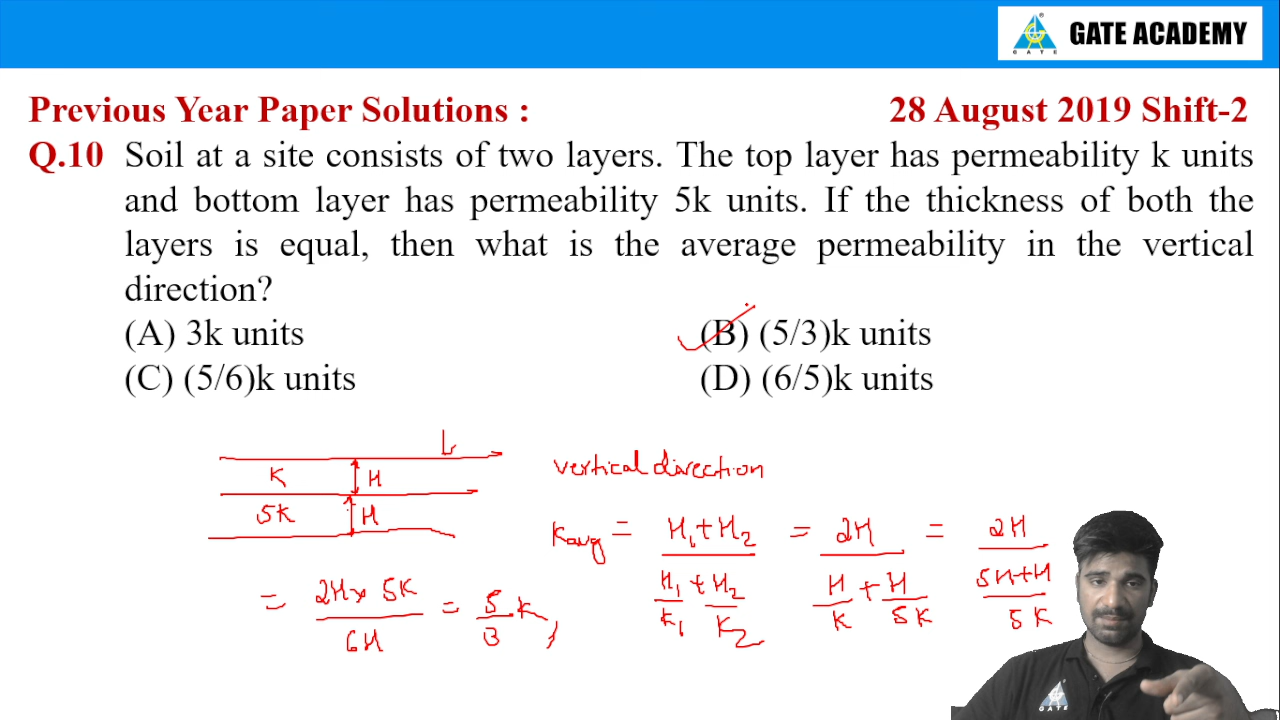 GATE ACADEMY
GATE
Previous Year Paper Solutions : 28 August 2019 Shift-2
Q.10 Soil at a site consists of two layers. The top layer has permeability k units
and bottom layer has permeability 5k units. If the thickness of both the
layers is equal, then what is the average permeability in the vertical
direction?
(A) 3k units (B) (5/3)k units
(C) (5/6)k units (D) (6/5)k units
K H
5K H
vertical direction
Kavg = (H₁+H₂)/(H₁/K₁ + H₂/K₂) = 2H/(H/K + H/5K) = 2H/((5H+H)/5K)
= (2H × 5K)/6H = 5/3 K,
GATE